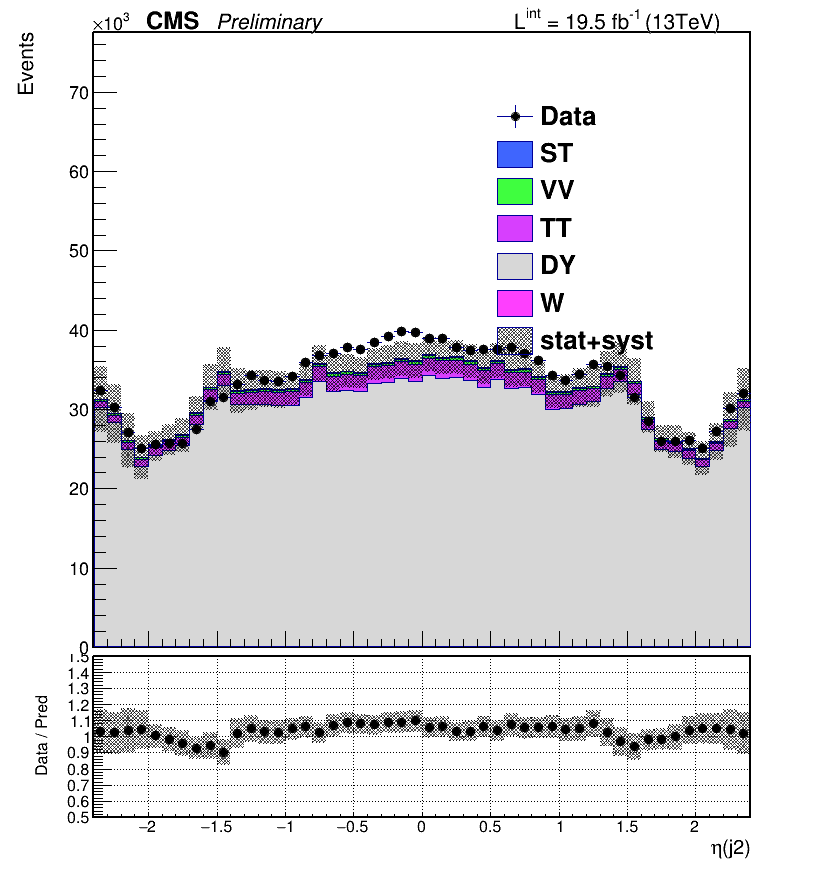 ×10³ CMS Preliminary L^int = 19.5 fb⁻¹ (13TeV)
Events
70
60
50
40
30
20
10
0
Data
ST
VV
TT
DY
W
stat+syst
Data / Pred
1.5
1.4
1.3
1.2
1.1
1
0.9
0.8
0.7
0.6
0.5
−2 −1.5 −1 −0.5 0 0.5 1 1.5 2
η(j2)